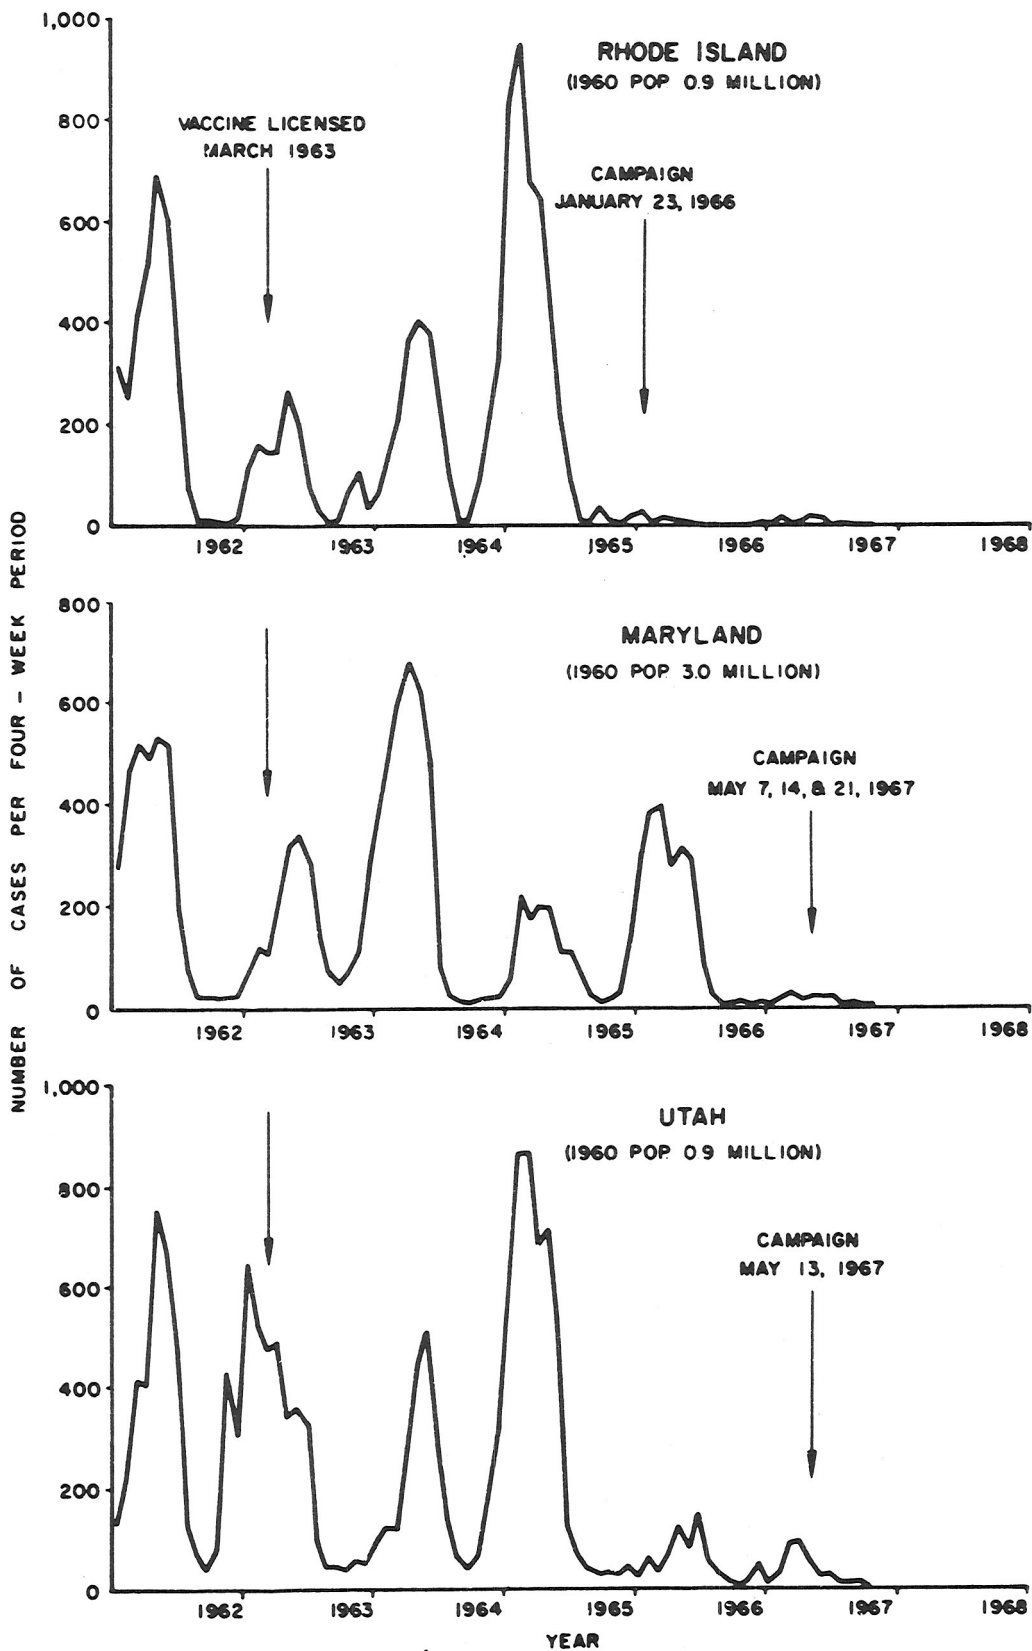 1,000
RHODE ISLAND
(1960 POP. 0.9 MILLION)
800
VACCINE LICENSED
MARCH 1963
CAMPAIGN
JANUARY 23, 1966
600
400
200
0
1962 1963 1964 1965 1966 1967 1968
NUMBER OF CASES PER FOUR - WEEK PERIOD
800
MARYLAND
(1960 POP. 3.0 MILLION)
600
CAMPAIGN
MAY 7, 14, & 21, 1967
400
200
0
1962 1963 1964 1965 1966 1967 1968
1,000
UTAH
(1960 POP. 0.9 MILLION)
800
CAMPAIGN
MAY 13, 1967
600
400
200
0
1962 1963 1964 1965 1966 1967 1968
YEAR